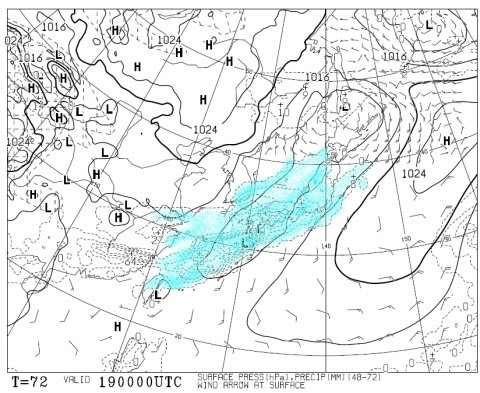 1016
1024
H
L
H
H
H
L
1016
H
H
1016
H
H
L
L
L
H
1024
1024
L
H
L
L
H
1024
H
L
L
H
140
150
L
H
20
T=72 VALID 190000UTC SURFACE PRESS(hPa),PRECIP(MM)(48-72)
WIND ARROW AT SURFACE